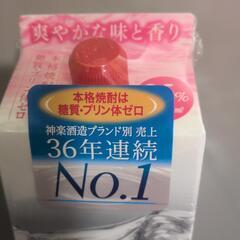 爽やかな味と香り
本格焼酎は
糖質・プリン体ゼロ
神楽酒造ブランド別 売上
36年連続
No.1